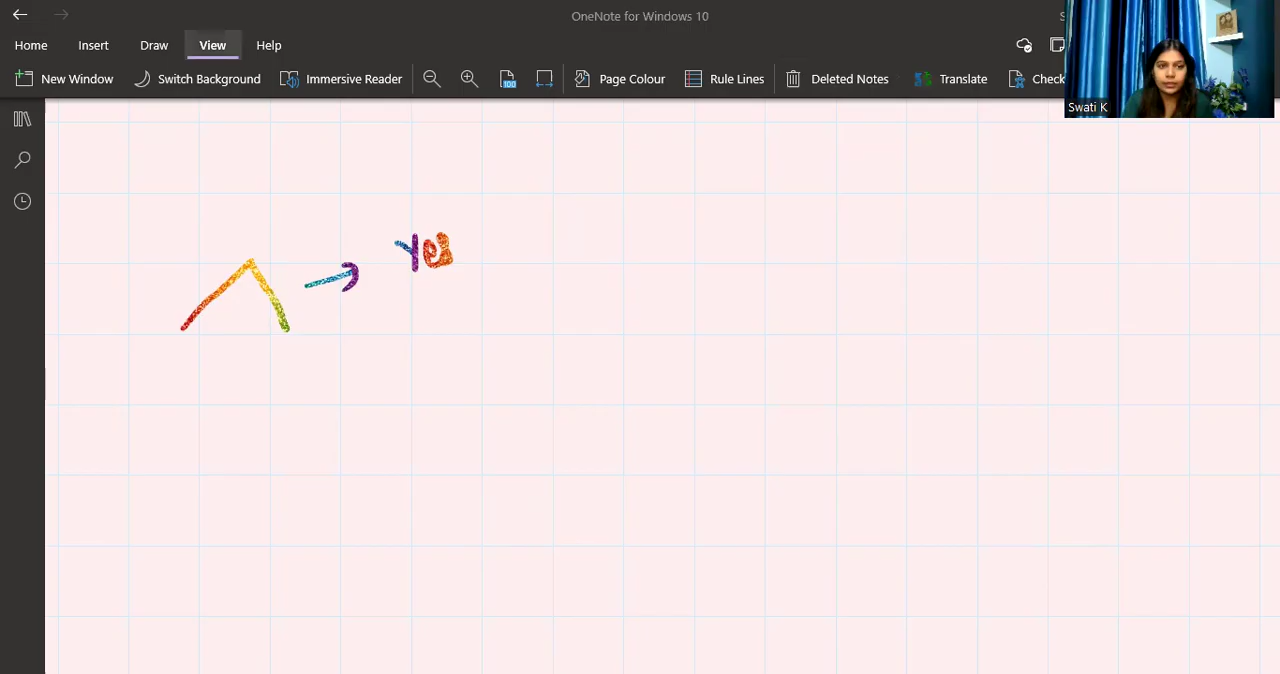 OneNote for Windows 10
Home Insert Draw View Help
New Window Switch Background Immersive Reader 100 Page Colour Rule Lines Deleted Notes Translate Check
Swati K
Yes